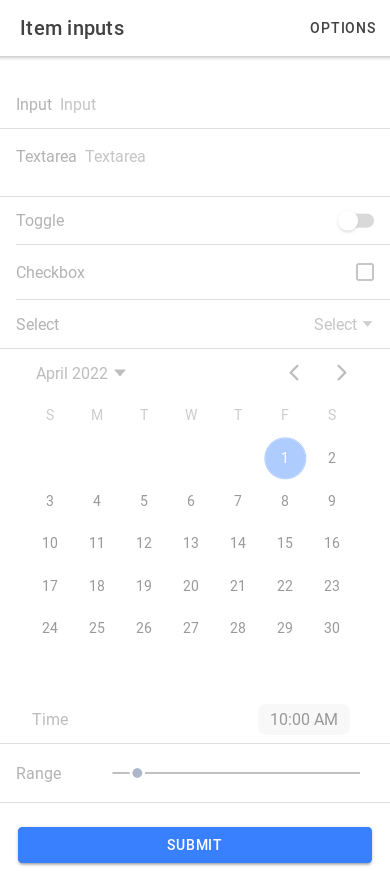 Item inputs OPTIONS
Input Input
Textarea Textarea
Toggle
Checkbox
Select Select
April 2022
S M T W T F S
1 2
3 4 5 6 7 8 9
10 11 12 13 14 15 16
17 18 19 20 21 22 23
24 25 26 27 28 29 30
Time 10:00 AM
Range
SUBMIT